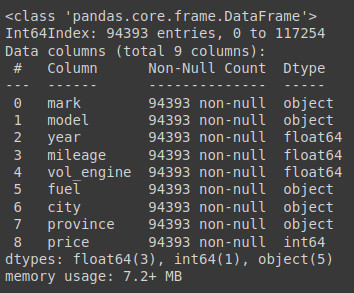 <class 'pandas.core.frame.DataFrame'>
Int64Index: 94393 entries, 0 to 117254
Data columns (total 9 columns):
 #   Column      Non-Null Count  Dtype
---  ------      --------------  -----
 0   mark        94393 non-null  object
 1   model       94393 non-null  object
 2   year        94393 non-null  float64
 3   mileage     94393 non-null  float64
 4   vol_engine  94393 non-null  float64
 5   fuel        94393 non-null  object
 6   city        94393 non-null  object
 7   province    94393 non-null  object
 8   price       94393 non-null  int64
dtypes: float64(3), int64(1), object(5)
memory usage: 7.2+ MB